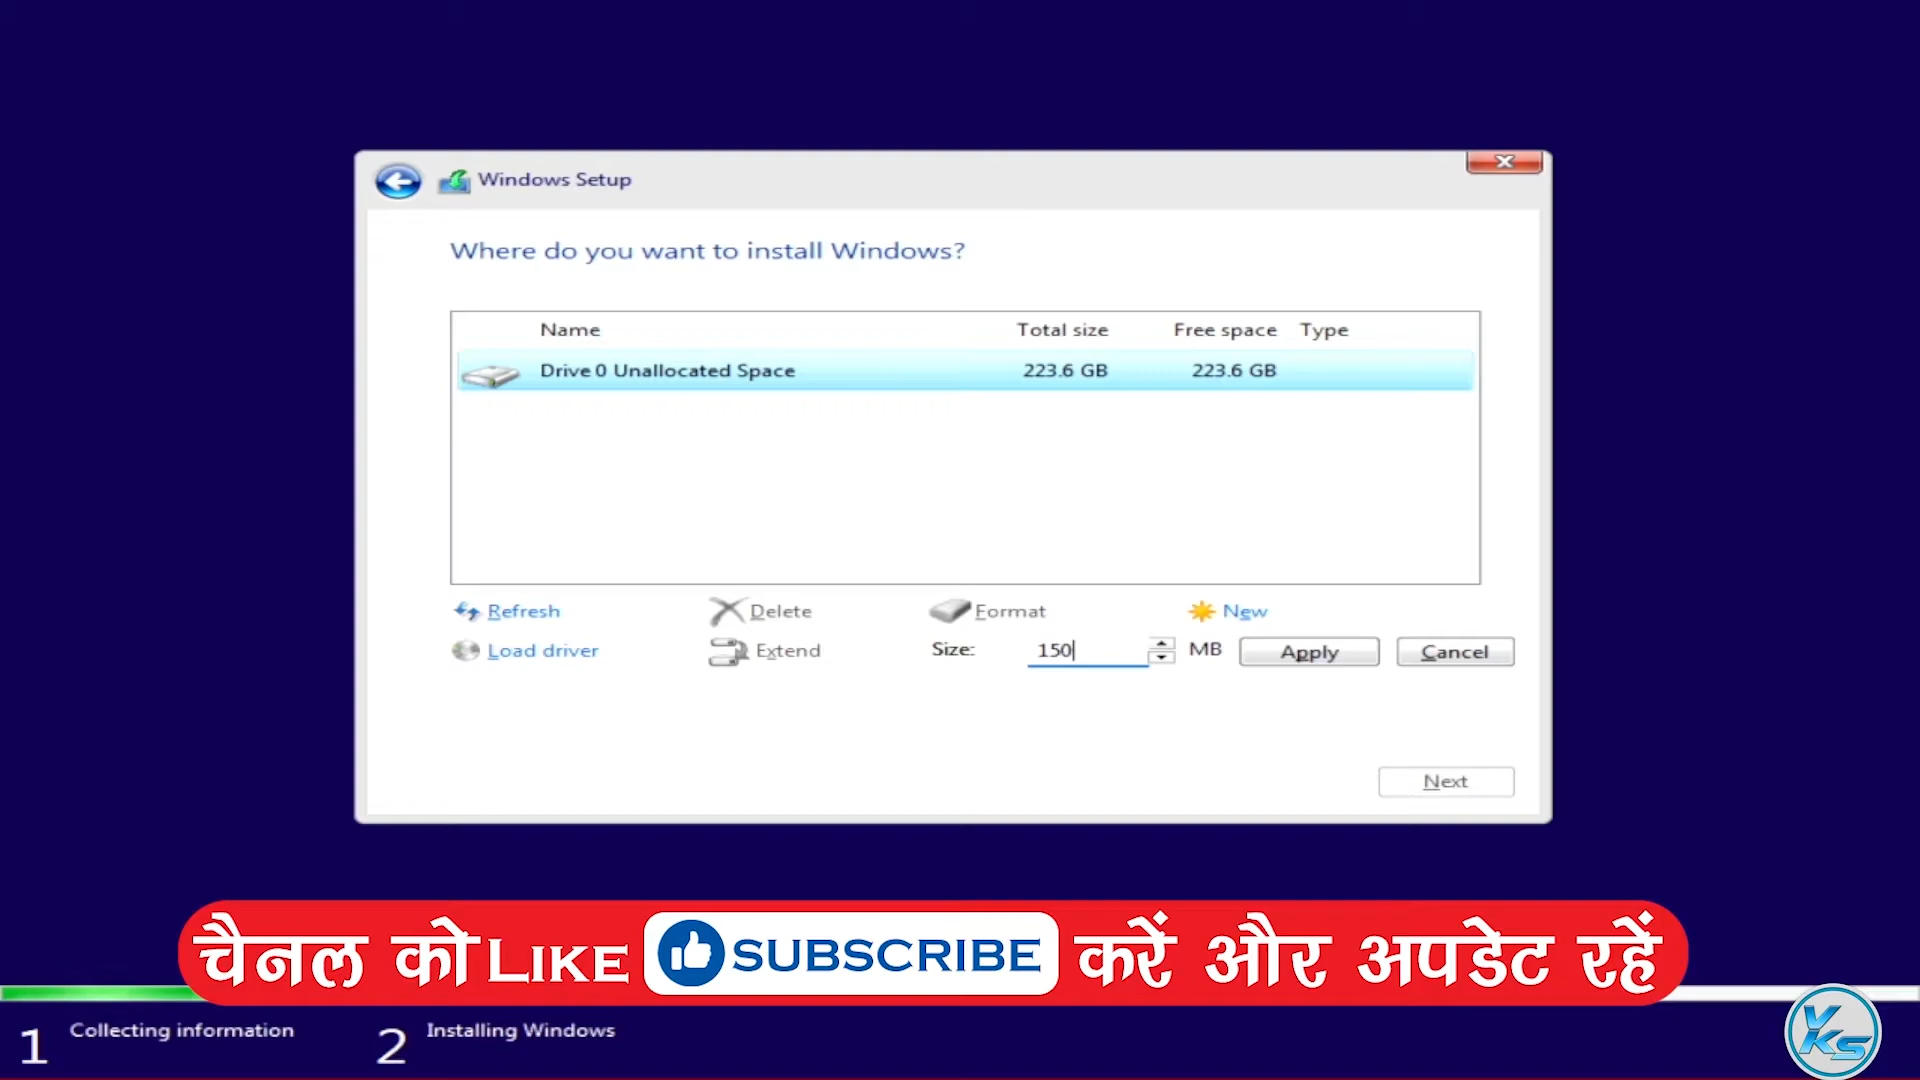 Windows Setup
Where do you want to install Windows?
Name Total size Free space Type
Drive 0 Unallocated Space 223.6 GB 223.6 GB
Refresh Delete Format New
Load driver Extend Size: 150 MB Apply Cancel
Next
चैनल को LIKE SUBSCRIBE करें और अपडेट रहें
1 Collecting information 2 Installing Windows
VKS